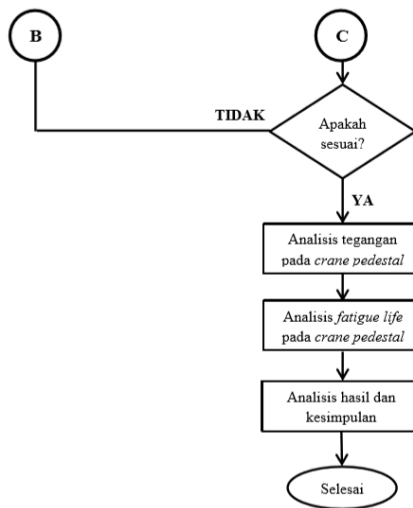 B
C
TIDAK
Apakah
sesuai?
YA
Analisis tegangan
pada crane pedestal
Analisis fatigue life
pada crane pedestal
Analisis hasil dan
kesimpulan
Selesai